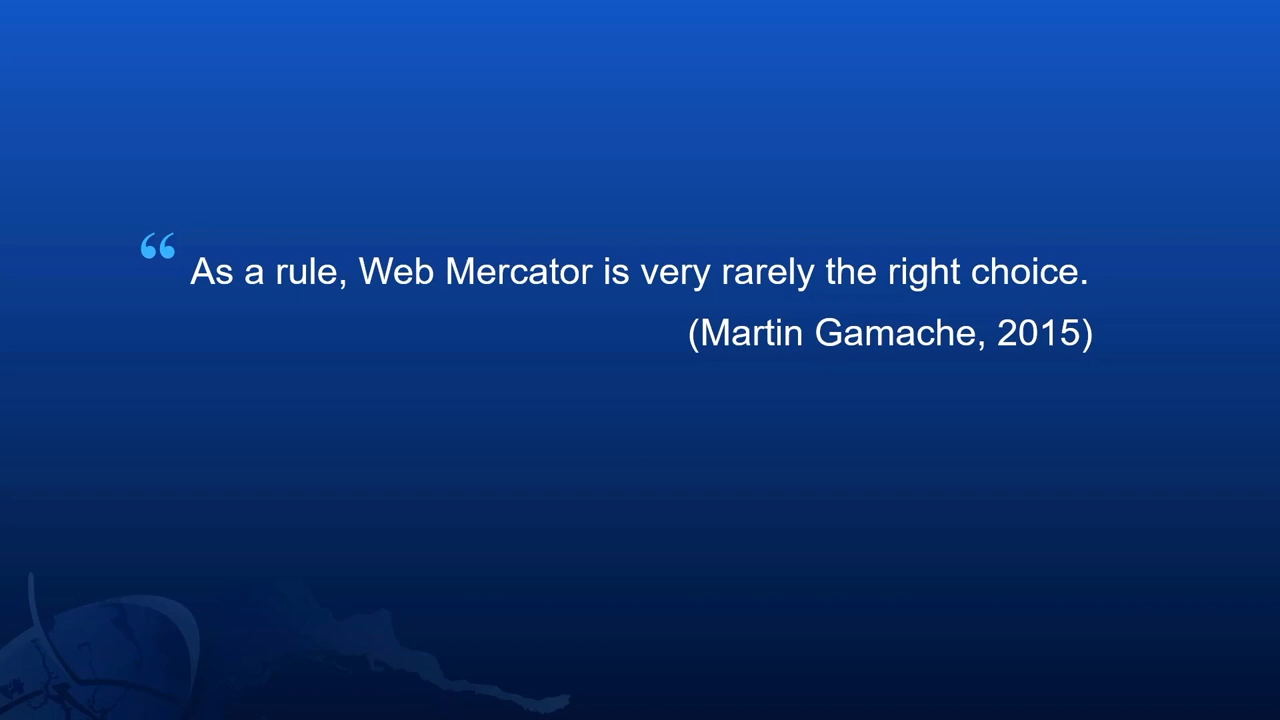 “ As a rule, Web Mercator is very rarely the right choice.
(Martin Gamache, 2015)